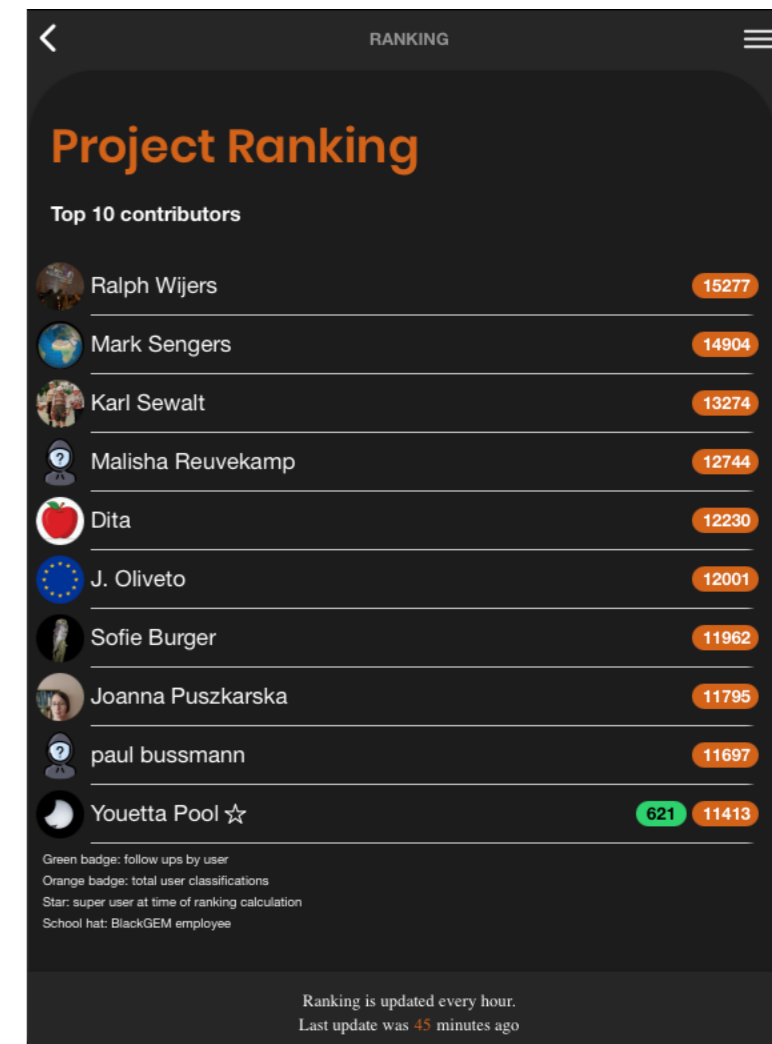 RANKING
Project Ranking
Top 10 contributors
Ralph Wijers 15277
Mark Sengers 14904
Karl Sewalt 13274
? Malisha Reuvekamp 12744
Dita 12230
J. Oliveto 12001
Sofie Burger 11962
Joanna Puszkarska 11795
? paul bussmann 11697
Youetta Pool ☆ 621 11413
Green badge: follow ups by user
Orange badge: total user classifications
Star: super user at time of ranking calculation
School hat: BlackGEM employee
Ranking is updated every hour.
Last update was 45 minutes ago